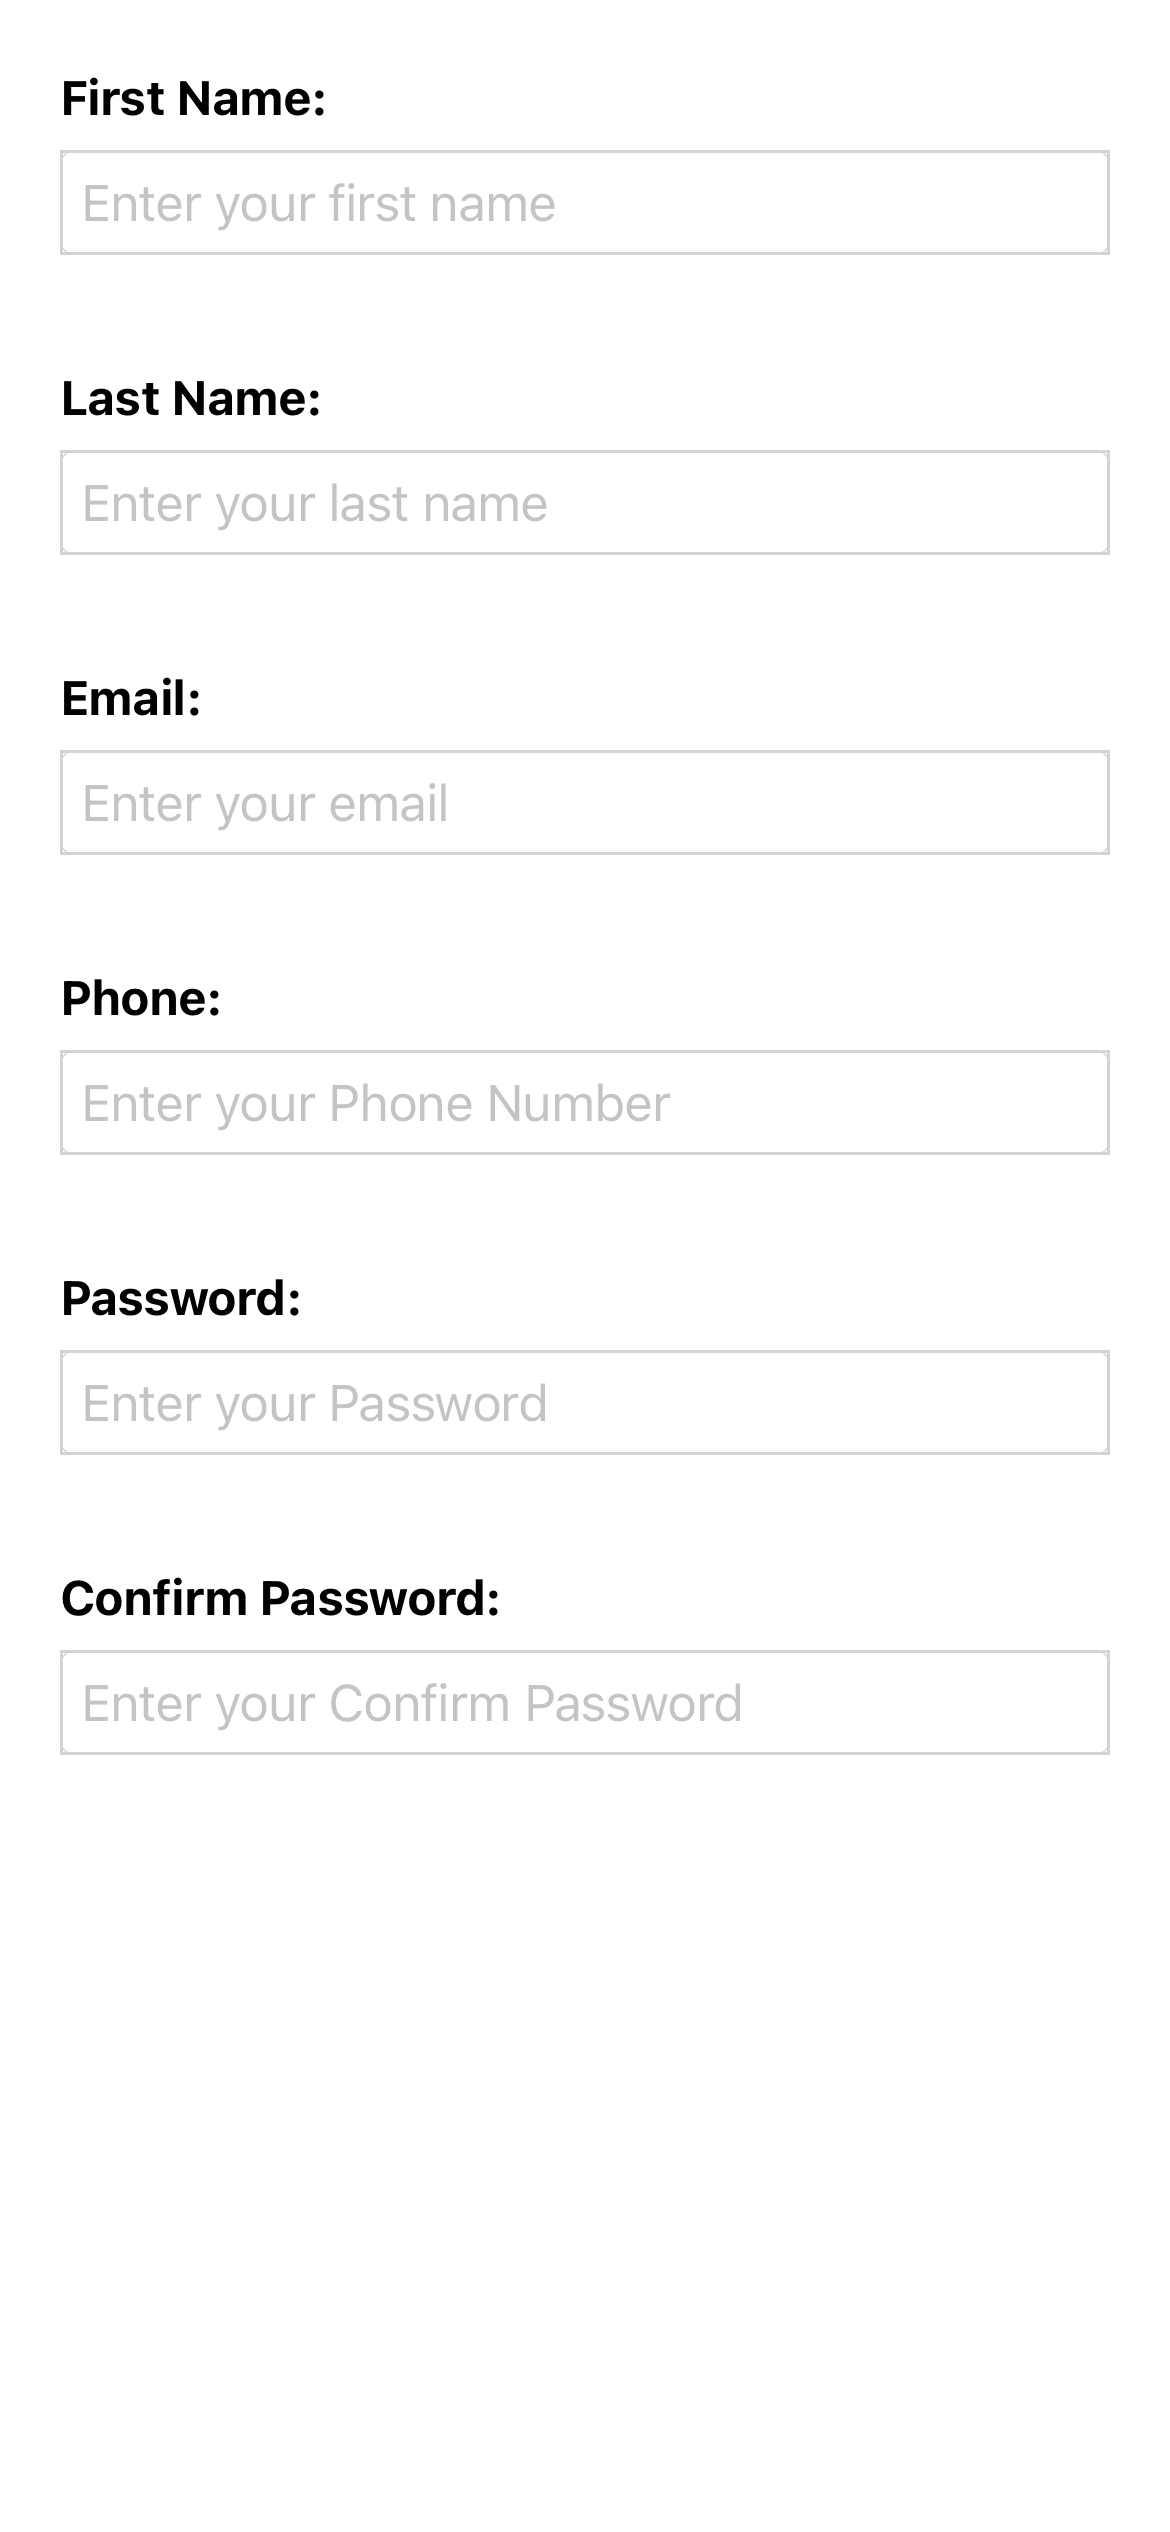 First Name:
Enter your first name
Last Name:
Enter your last name
Email:
Enter your email
Phone:
Enter your Phone Number
Password:
Enter your Password
Confirm Password:
Enter your Confirm Password